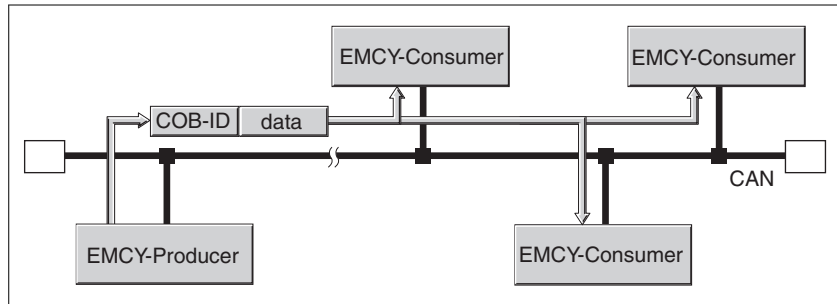 EMCY-Consumer
EMCY-Consumer
COB-ID
data
CAN
EMCY-Producer
EMCY-Consumer